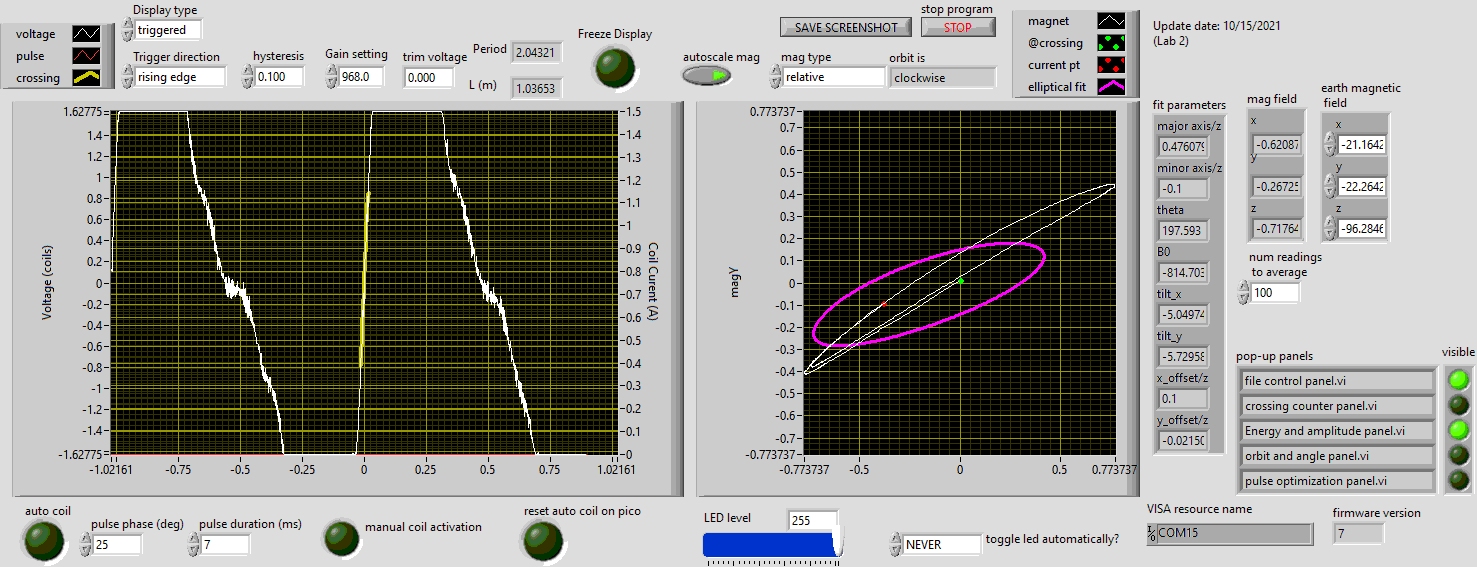 voltage
pulse
crossing
Display type
triggered
Trigger direction
rising edge
hysteresis
0.100
Gain setting
968.0
trim voltage
0.000
Period
2.04321
L (m)
1.03653
Freeze Display
autoscale mag
SAVE SCREENSHOT
stop program
STOP
mag type
relative
orbit is
clockwise
magnet
@crossing
current pt
elliptical fit
Update date: 10/15/2021
(Lab 2)
Voltage (coils)
1.62775
1.4
1.2
1
0.8
0.6
0.4
0.2
0
-0.2
-0.4
-0.6
-0.8
-1
-1.2
-1.4
-1.62775
-1.02161
-0.75
-0.5
-0.25
0
0.25
0.5
0.75
1.02161
1.5
1.4
1.3
1.2
1.1
1
0.9
0.8
0.7
0.6
0.5
0.4
0.3
0.2
0.1
0
Coil Curent (A)
magY
0.773737
0.7
0.6
0.5
0.4
0.3
0.2
0.1
0
-0.1
-0.2
-0.3
-0.4
-0.5
-0.6
-0.7
-0.773737
-0.773737
-0.5
0
0.5
0.773737
fit parameters
major axis/z
0.476079
minor axis/z
-0.1
theta
197.593
B0
-814.703
tilt_x
-5.04974
tilt_y
-5.72958
x_offset/z
0.1
y_offset/z
-0.02150
mag field
x
-0.62087
y
-0.26725
z
-0.71764
earth magnetic
field
x
-21.1642
y
-22.2642
z
-96.2846
num readings
to average
100
pop-up panels
visible
file control panel.vi
crossing counter panel.vi
Energy and amplitude panel.vi
orbit and angle panel.vi
pulse optimization panel.vi
auto coil
pulse phase (deg)
25
pulse duration (ms)
7
manual coil activation
reset auto coil on pico
LED level
255
NEVER
toggle led automatically?
VISA resource name
COM15
firmware version
7